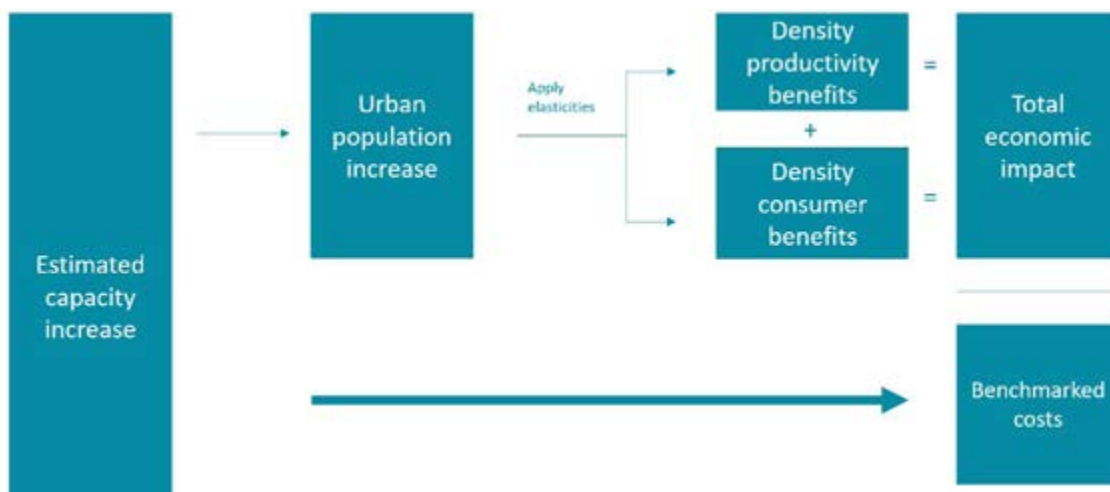 Estimated
capacity
increase
Urban
population
increase
Apply
elasticities
Density
productivity
benefits
+
Density
consumer
benefits
=
=
Total
economic
impact
Benchmarked
costs